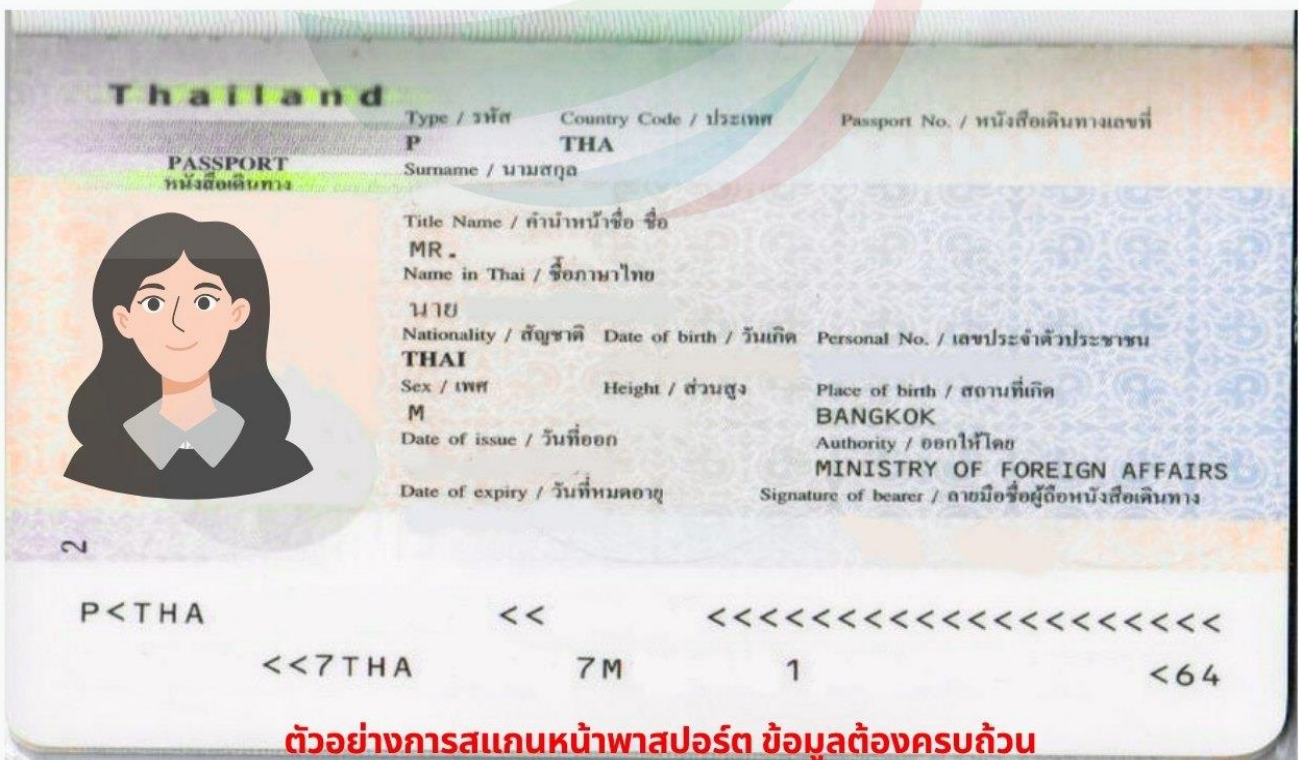 Thailand
PASSPORT
หนังสือเดินทาง
Type / รหัส Country Code / ประเทศ Passport No. / หนังสือเดินทางเลขที่
P THA
Surname / นามสกุล
Title Name / คำนำหน้าชื่อ ชื่อ
MR.
Name in Thai / ชื่อภาษาไทย
นาย
Nationality / สัญชาติ Date of birth / วันเกิด Personal No. / เลขประจำตัวประชาชน
THAI
Sex / เพศ Height / ส่วนสูง Place of birth / สถานที่เกิด
M BANGKOK
Date of issue / วันที่ออก Authority / ออกให้โดย
MINISTRY OF FOREIGN AFFAIRS
Date of expiry / วันที่หมดอายุ Signature of bearer / ลายมือชื่อผู้ถือหนังสือเดินทาง
2
P<THA << <<<<<<<<<<<<<<<<<<<<
<<7THA 7M 1 <64
ตัวอย่างการสแกนหน้าพาสปอร์ต ข้อมูลต้องครบถ้วน